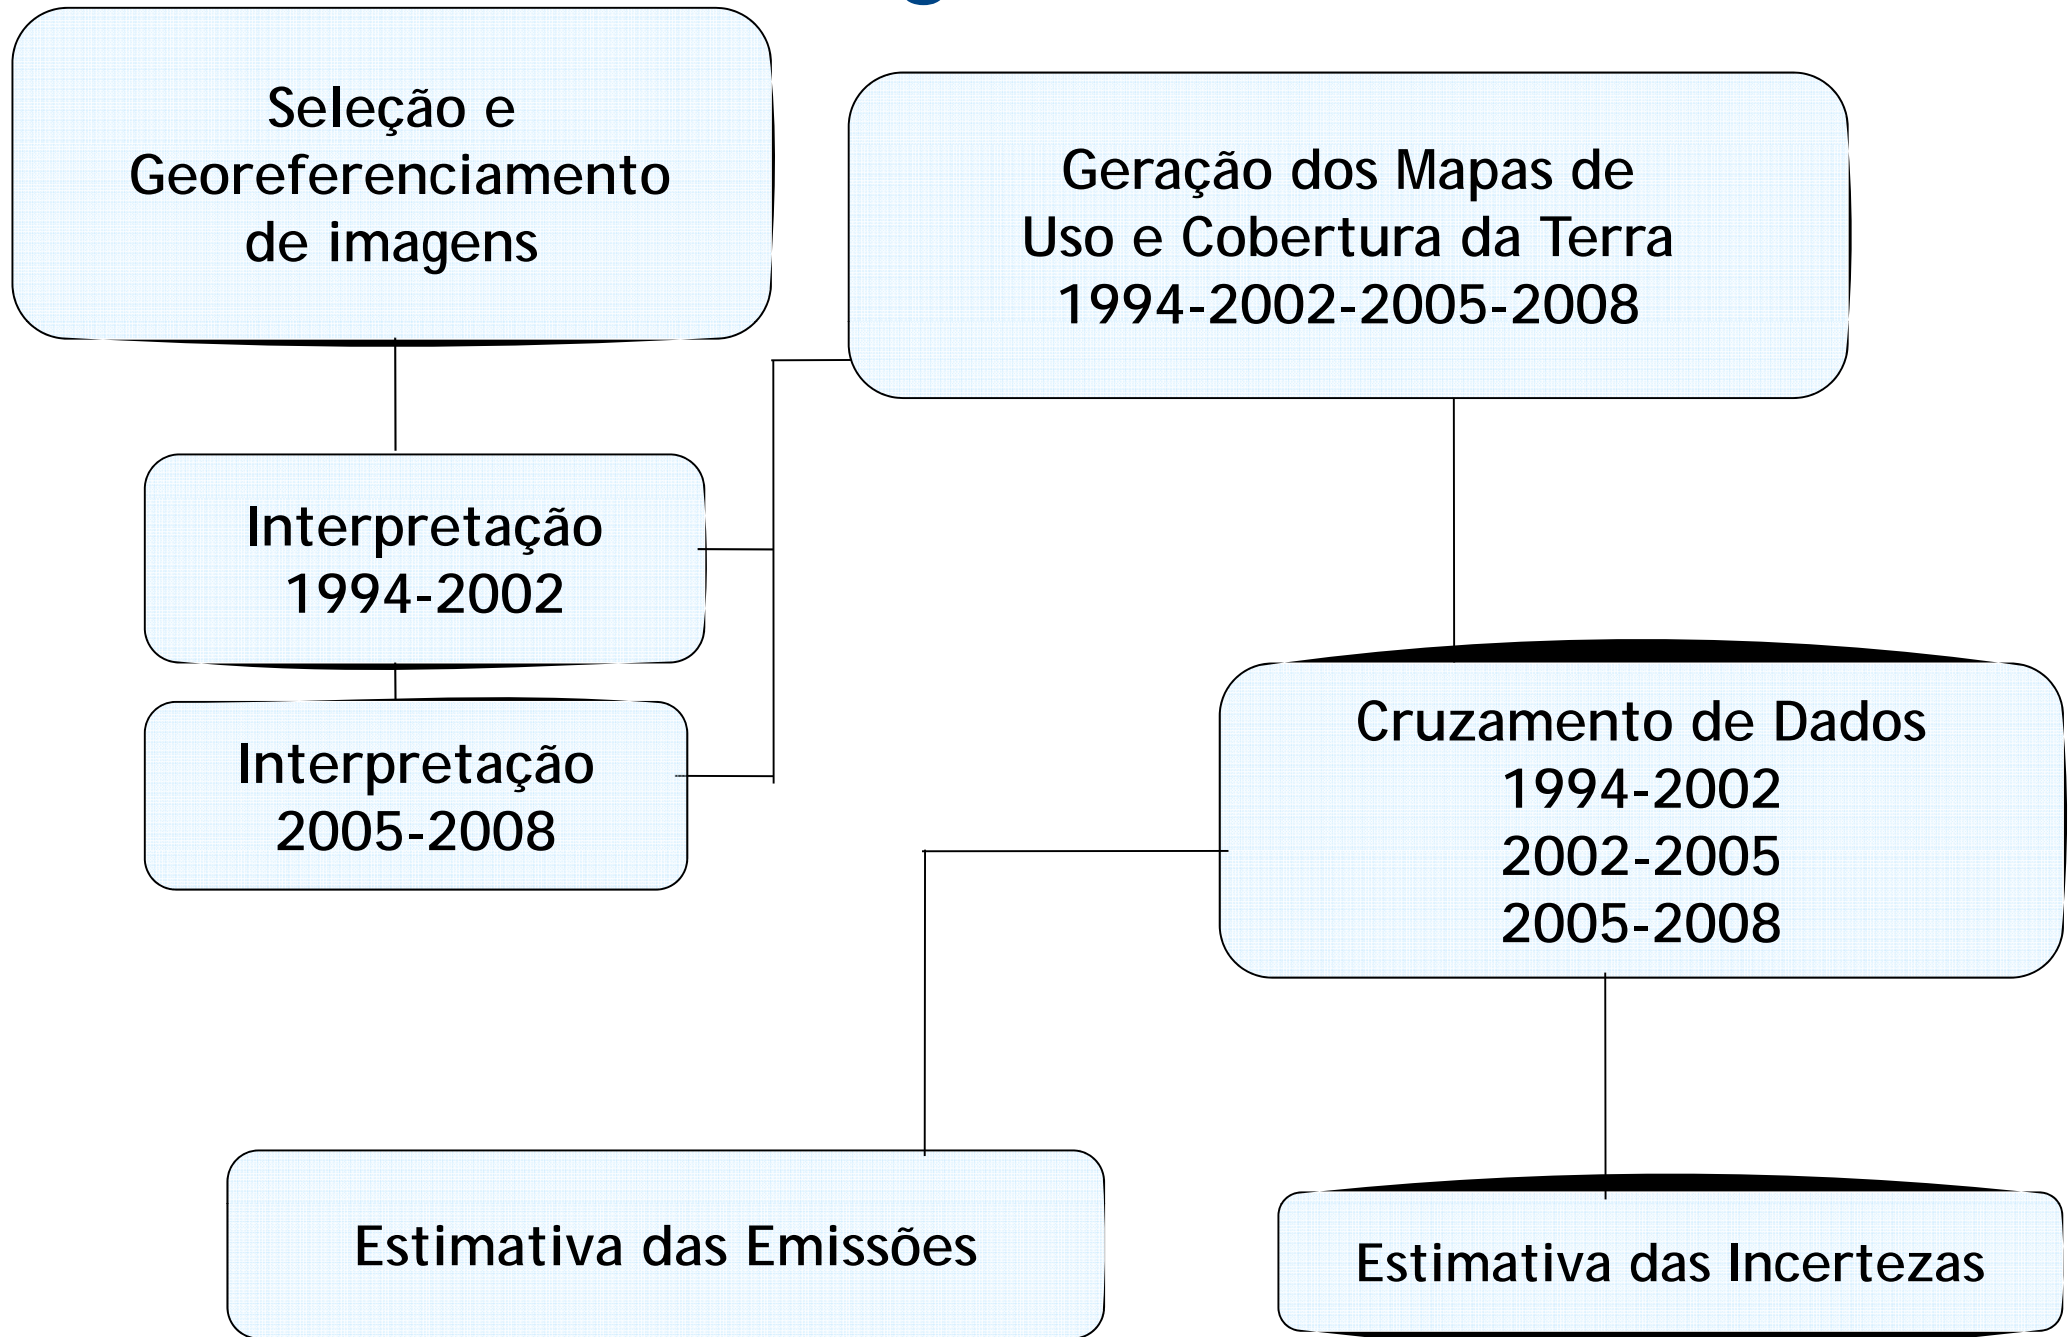 Seleção e
Georeferenciamento
de imagens
Geração dos Mapas de
Uso e Cobertura da Terra
1994-2002-2005-2008
Interpretação
1994-2002
Interpretação
2005-2008
Cruzamento de Dados
1994-2002
2002-2005
2005-2008
Estimativa das Emissões
Estimativa das Incertezas